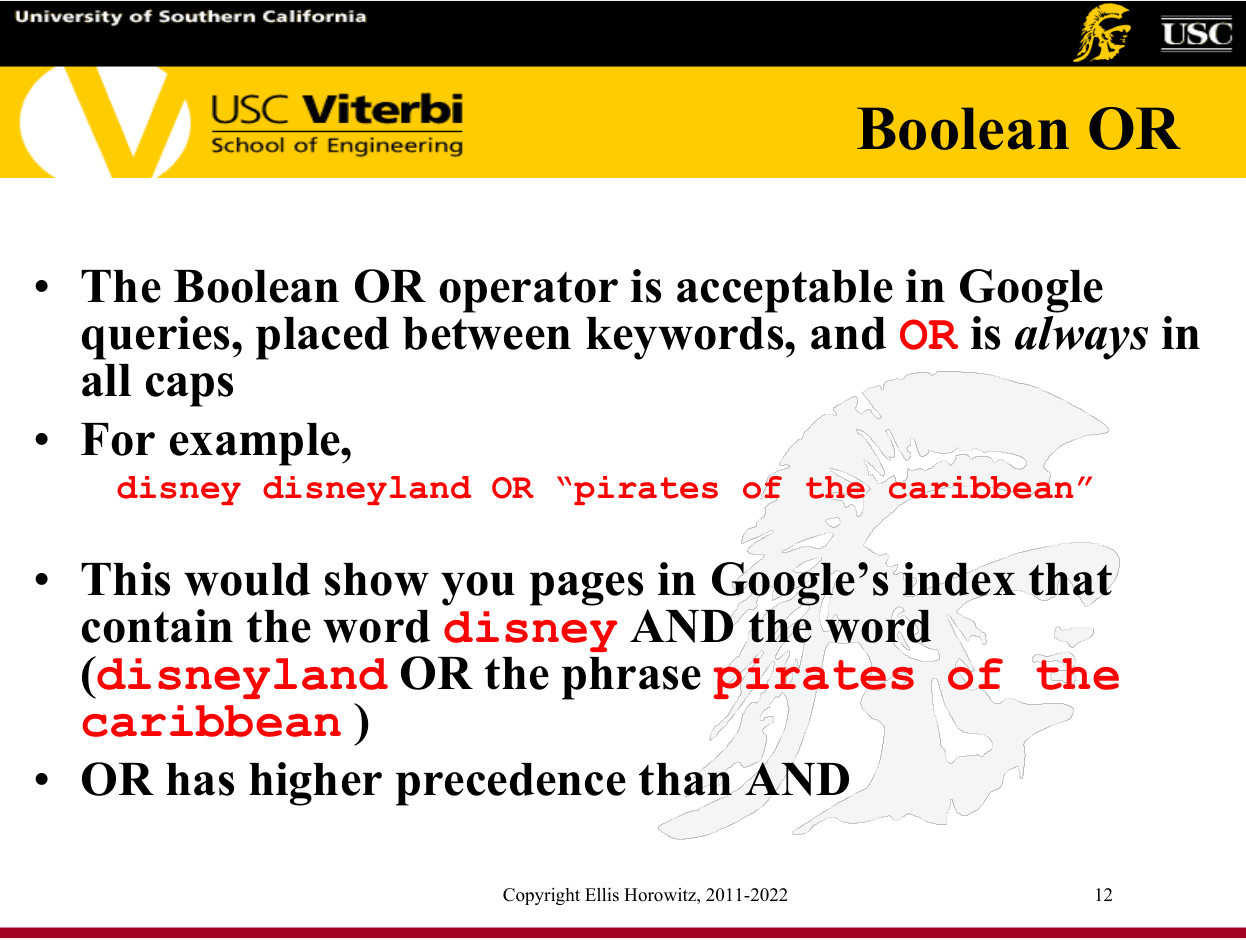 University of Southern California
USC
USC Viterbi
School of Engineering
Boolean OR
• The Boolean OR operator is acceptable in Google
queries, placed between keywords, and OR is always in
all caps
• For example,
disney disneyland OR “pirates of the caribbean”
• This would show you pages in Google’s index that
contain the word disney AND the word
(disneyland OR the phrase pirates of the
caribbean )
• OR has higher precedence than AND
Copyright Ellis Horowitz, 2011-2022
12